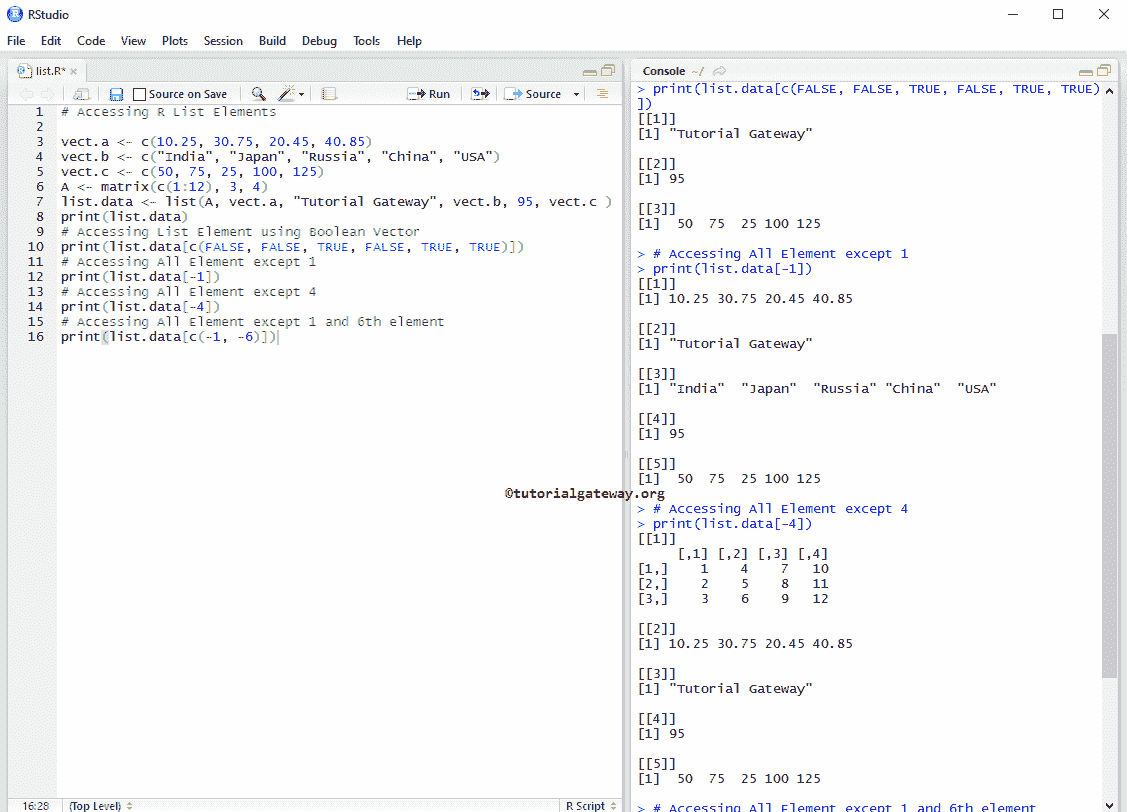 RStudio
File Edit Code View Plots Session Build Debug Tools Help
list.R*
Source on Save Run Source
1 # Accessing R List Elements
2
3 vect.a <- c(10.25, 30.75, 20.45, 40.85)
4 vect.b <- c("India", "Japan", "Russia", "China", "USA")
5 vect.c <- c(50, 75, 25, 100, 125)
6 A <- matrix(c(1:12), 3, 4)
7 list.data <- list(A, vect.a, "Tutorial Gateway", vect.b, 95, vect.c )
8 print(list.data)
9 # Accessing List Element using Boolean Vector
10 print(list.data[c(FALSE, FALSE, TRUE, FALSE, TRUE, TRUE)])
11 # Accessing All Element except 1
12 print(list.data[-1])
13 # Accessing All Element except 4
14 print(list.data[-4])
15 # Accessing All Element except 1 and 6th element
16 print(list.data[c(-1, -6)])
16:28 (Top Level) R Script
Console ~/
> print(list.data[c(FALSE, FALSE, TRUE, FALSE, TRUE, TRUE)
])
[[1]]
[1] "Tutorial Gateway"
[[2]]
[1] 95
[[3]]
[1]  50  75  25 100 125
> # Accessing All Element except 1
> print(list.data[-1])
[[1]]
[1] 10.25 30.75 20.45 40.85
[[2]]
[1] "Tutorial Gateway"
[[3]]
[1] "India"  "Japan"  "Russia" "China"  "USA"
[[4]]
[1] 95
[[5]]
[1]  50  75  25 100 125
©tutorialgateway.org
> # Accessing All Element except 4
> print(list.data[-4])
[[1]]
     [,1] [,2] [,3] [,4]
[1,]    1    4    7   10
[2,]    2    5    8   11
[3,]    3    6    9   12
[[2]]
[1] 10.25 30.75 20.45 40.85
[[3]]
[1] "Tutorial Gateway"
[[4]]
[1] 95
[[5]]
[1]  50  75  25 100 125
> # Accessing All Element except 1 and 6th element